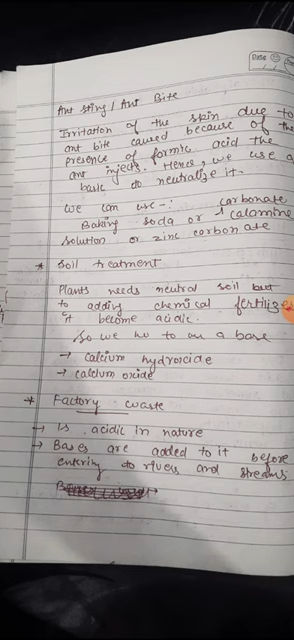 Date
Ant sting / Ant Bite
Irritation of the skin due to
ant bite caused because of the
presence of formic acid the
ant injects. Hence, we use a
basic to neutralize it.
We can use -:
carbonate
Baking soda or calamine
solution or zinc carbonate
* Soil treatment
Plants needs neutral soil but
to adding chemical fertilize
it become acidic.
So we to a base
→ calcium hydroxide
→ calcium oxide
* Factory waste
→ Is acidic in nature
→ Bases are added to it before
entering to rivers and streams